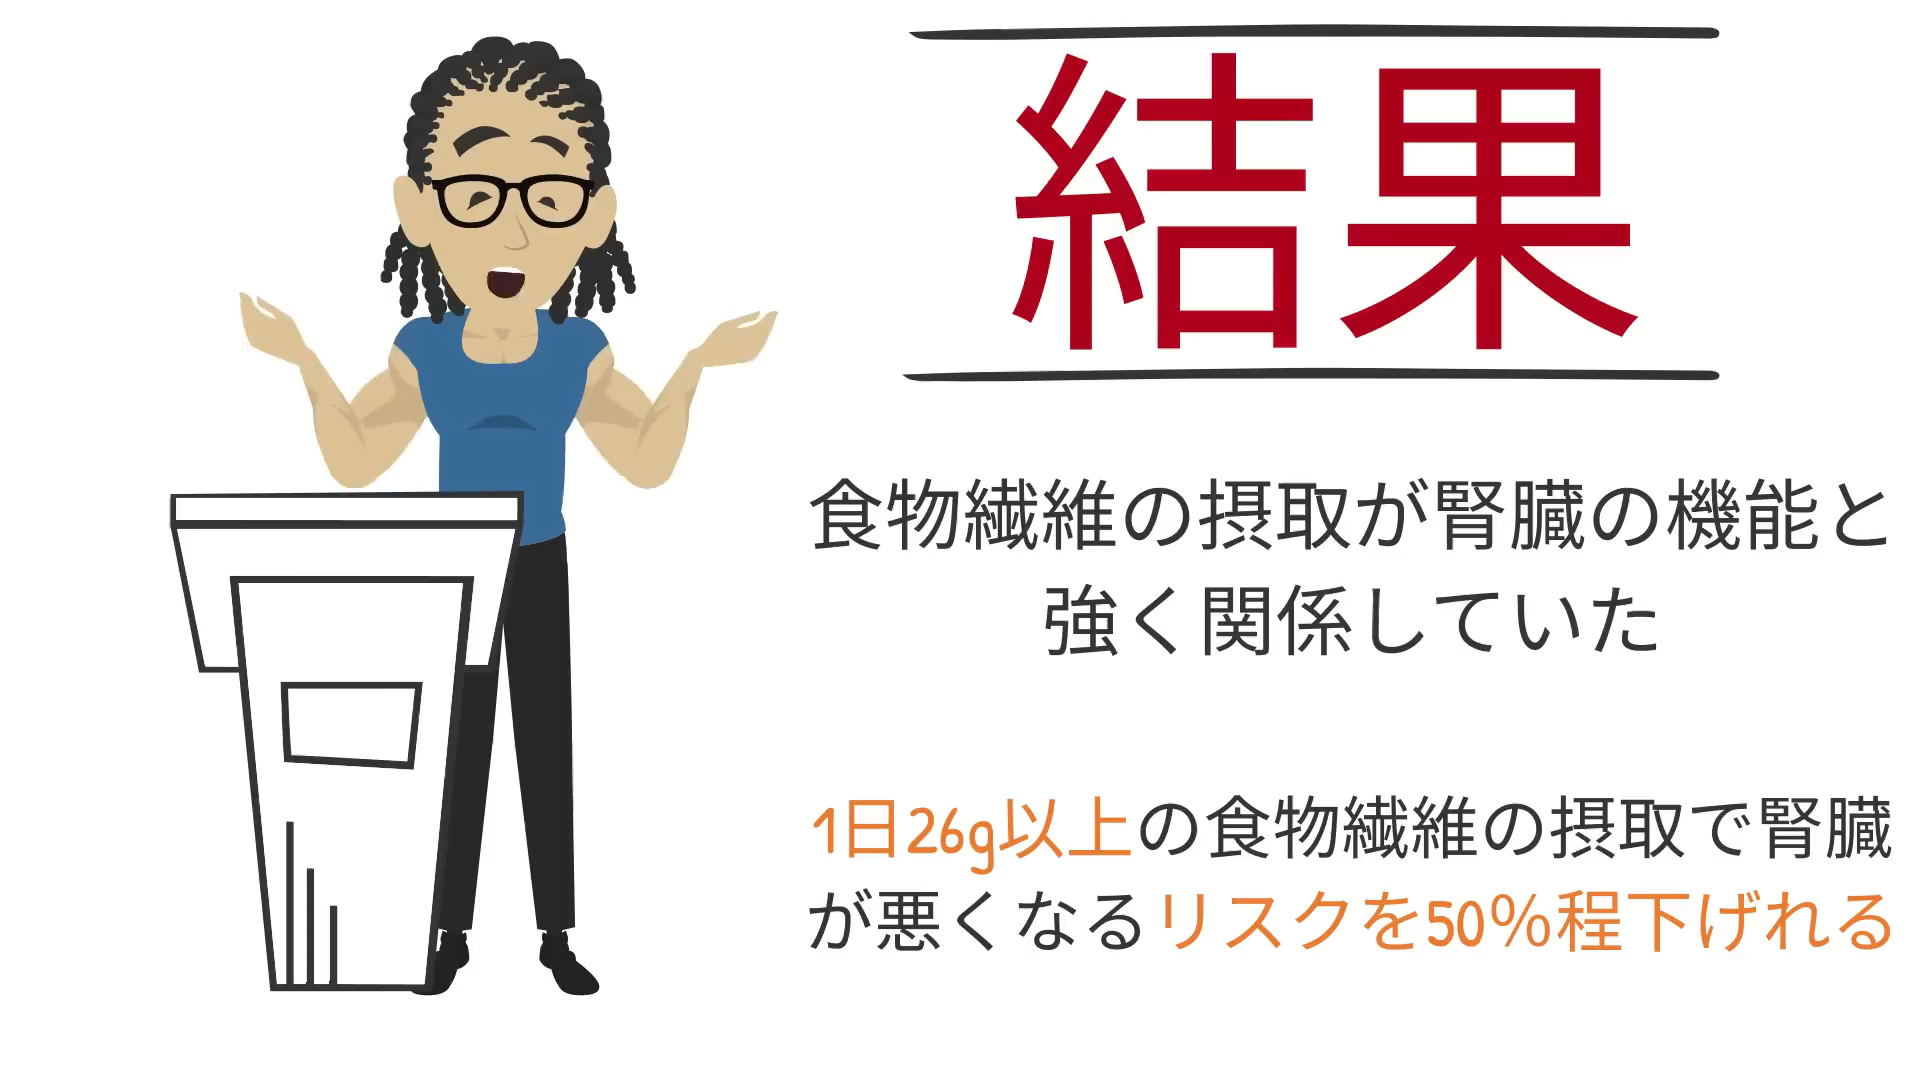 結果
食物繊維の摂取が腎臓の機能と
強く関係していた
1日26g以上の食物繊維の摂取で腎臓
が悪くなるリスクを50%程下げれる